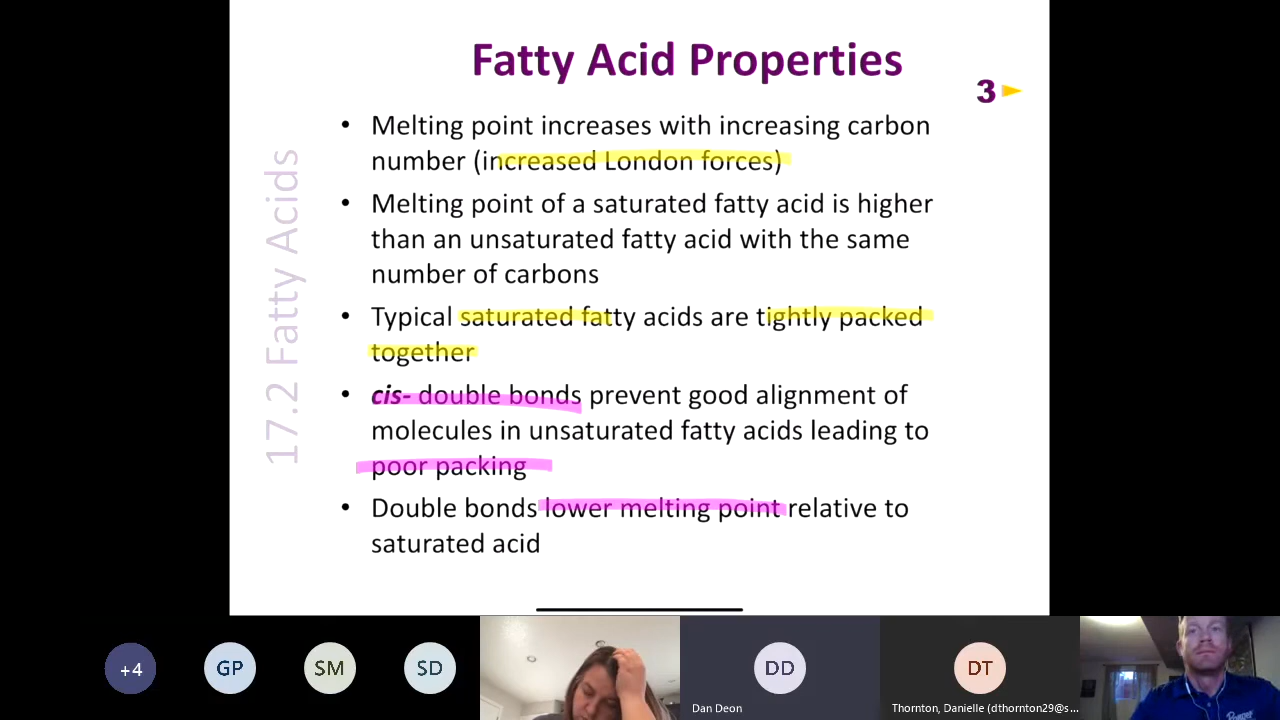 Fatty Acid Properties
3
17.2 Fatty Acids
• Melting point increases with increasing carbon
number (increased London forces)
• Melting point of a saturated fatty acid is higher
than an unsaturated fatty acid with the same
number of carbons
• Typical saturated fatty acids are tightly packed
together
• cis- double bonds prevent good alignment of
molecules in unsaturated fatty acids leading to
poor packing
• Double bonds lower melting point relative to
saturated acid
+4
GP
SM
SD
DD
Dan Deon
DT
Thornton, Danielle (dthornton29@s...